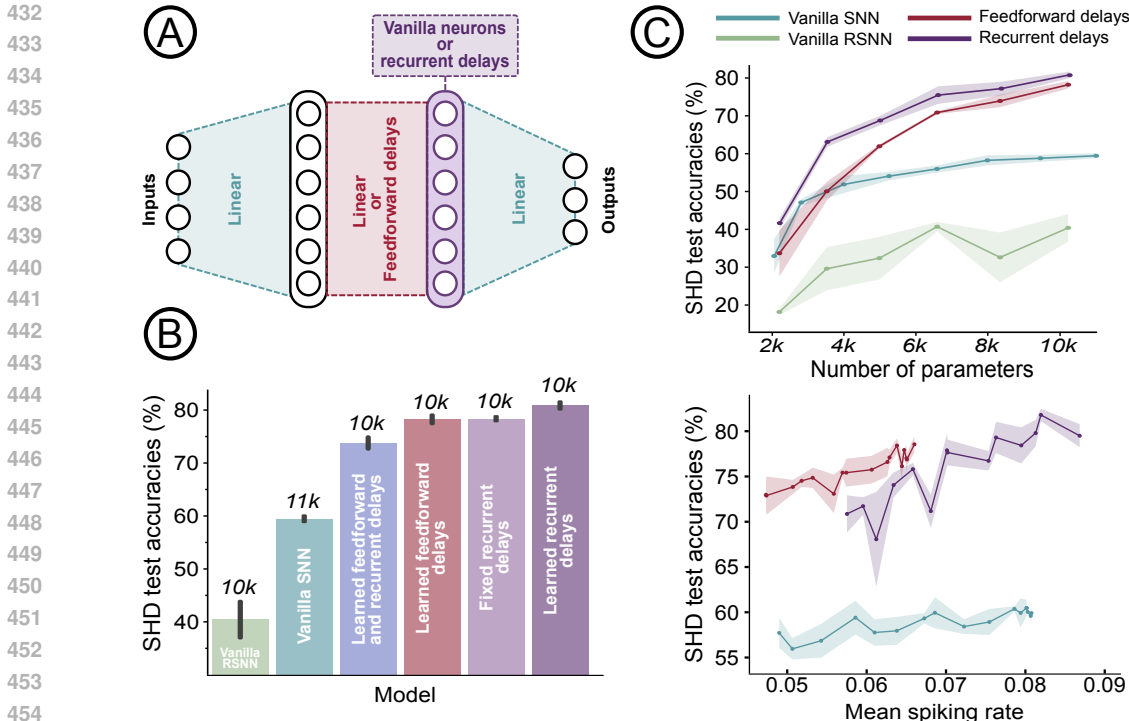 432
433
434
435
436
437
438
439
440
441
442
443
444
445
446
447
448
449
450
451
452
453
454
A
Vanilla neurons
or
recurrent delays
Inputs
Linear
Linear
or
Feedforward delays
Linear
Outputs
B
SHD test accuracies (%)
80
70
60
50
40
10k
11k
10k
10k
10k
10k
Vanilla
RSNN
Vanilla SNN
Learned feedforward
and recurrent delays
Learned feedforward
delays
Fixed recurrent
delays
Learned recurrent
delays
Model
C
Vanilla SNN
Vanilla RSNN
Feedforward delays
Recurrent delays
SHD test accuracies (%)
80
70
60
50
40
30
20
2k
4k
6k
8k
10k
Number of parameters
SHD test accuracies (%)
80
75
70
65
60
55
0.05
0.06
0.07
0.08
0.09
Mean spiking rate